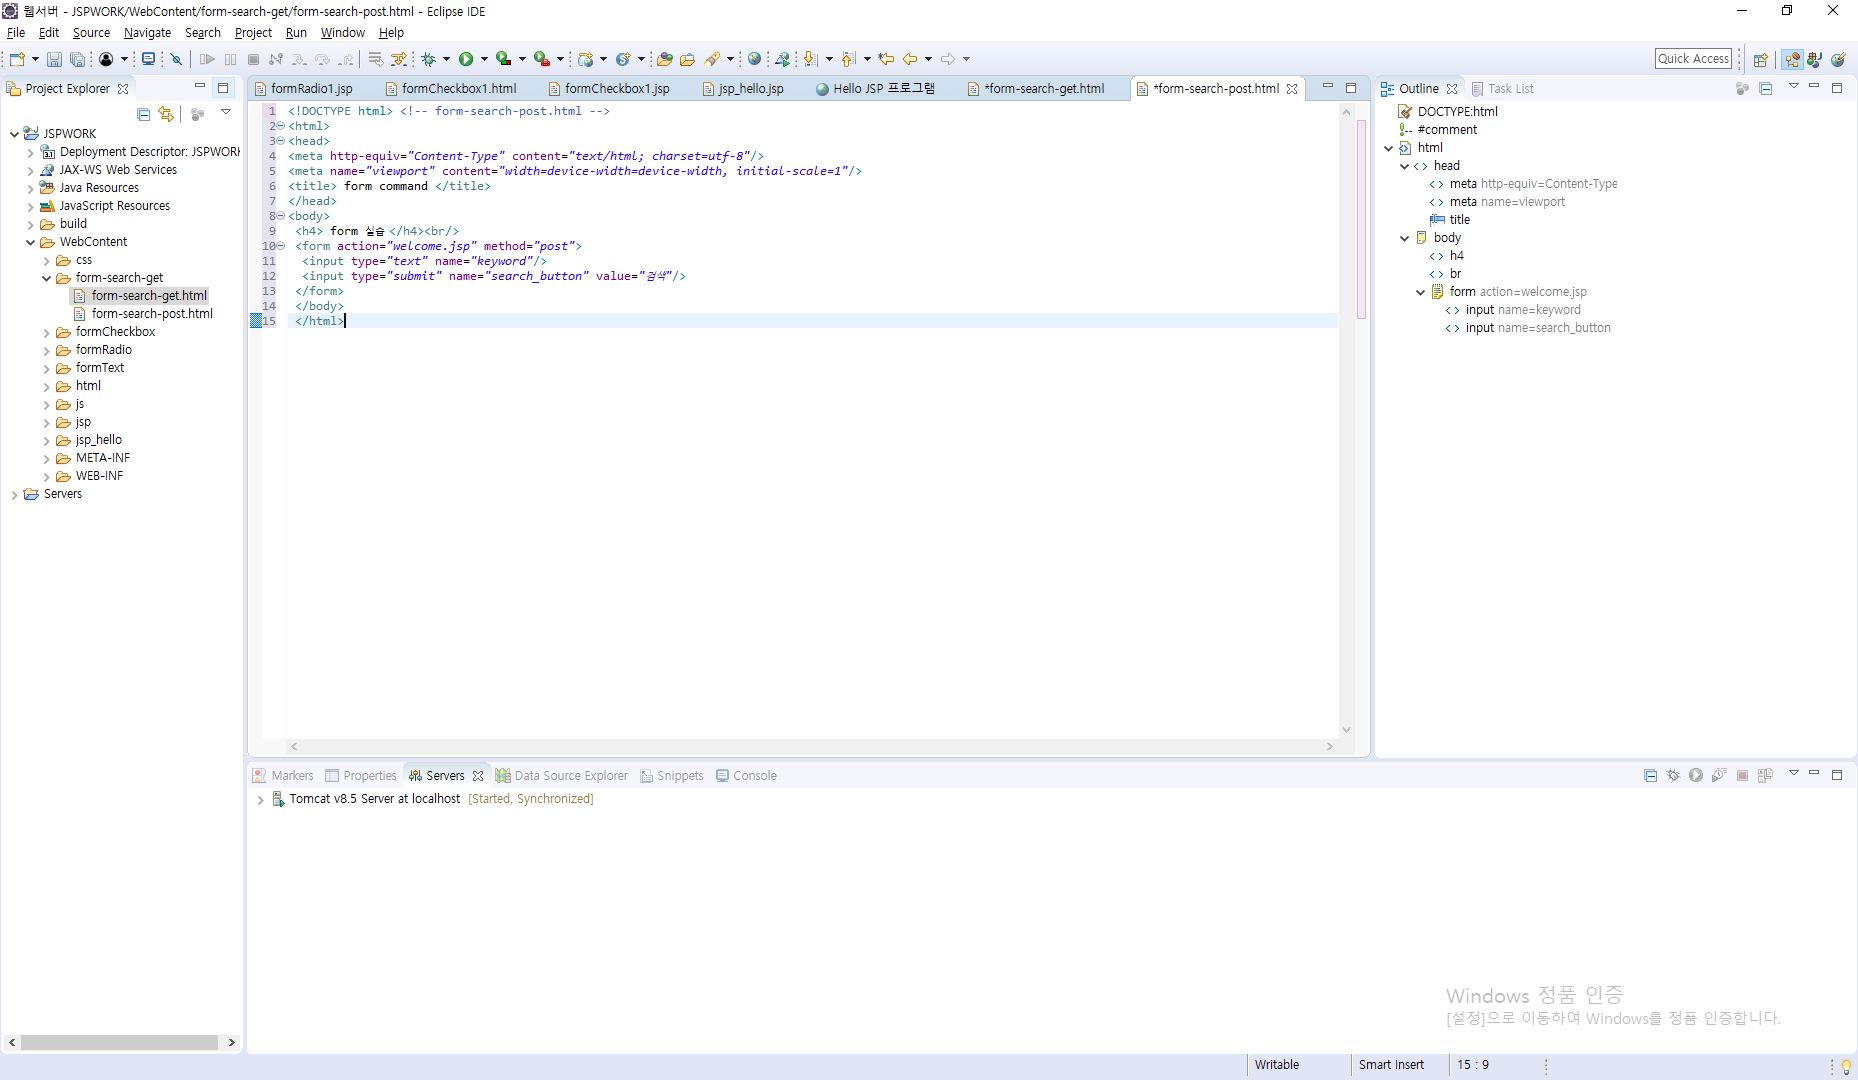 웹서버 - JSPWORK/WebContent/form-search-get/form-search-post.html - Eclipse IDE
File Edit Source Navigate Search Project Run Window Help
Quick Access
Project Explorer
JSPWORK
Deployment Descriptor: JSPWORK
JAX-WS Web Services
Java Resources
JavaScript Resources
build
WebContent
css
form-search-get
form-search-get.html
form-search-post.html
formCheckbox
formRadio
formText
html
js
jsp
jsp_hello
META-INF
WEB-INF
Servers
formRadio1.jsp formCheckbox1.html formCheckbox1.jsp jsp_hello.jsp Hello JSP 프로그램 *form-search-get.html *form-search-post.html
1 <!DOCTYPE html> <!-- form-search-post.html -->
2 <html>
3 <head>
4 <meta http-equiv="Content-Type" content="text/html; charset=utf-8"/>
5 <meta name="viewport" content="width=device-width=device-width, initial-scale=1"/>
6 <title> form command </title>
7 </head>
8 <body>
9 <h4> form 실습 </h4><br/>
10 <form action="welcome.jsp" method="post">
11 <input type="text" name="keyword"/>
12 <input type="submit" name="search_button" value="검색"/>
13 </form>
14 </body>
15 </html>
Outline Task List
DOCTYPE:html
#comment
html
head
meta http-equiv=Content-Type
meta name=viewport
title
body
h4
br
form action=welcome.jsp
input name=keyword
input name=search_button
Markers Properties Servers Data Source Explorer Snippets Console
Tomcat v8.5 Server at localhost [Started, Synchronized]
Windows 정품 인증
[설정]으로 이동하여 Windows를 정품 인증합니다.
Writable Smart Insert 15 : 9